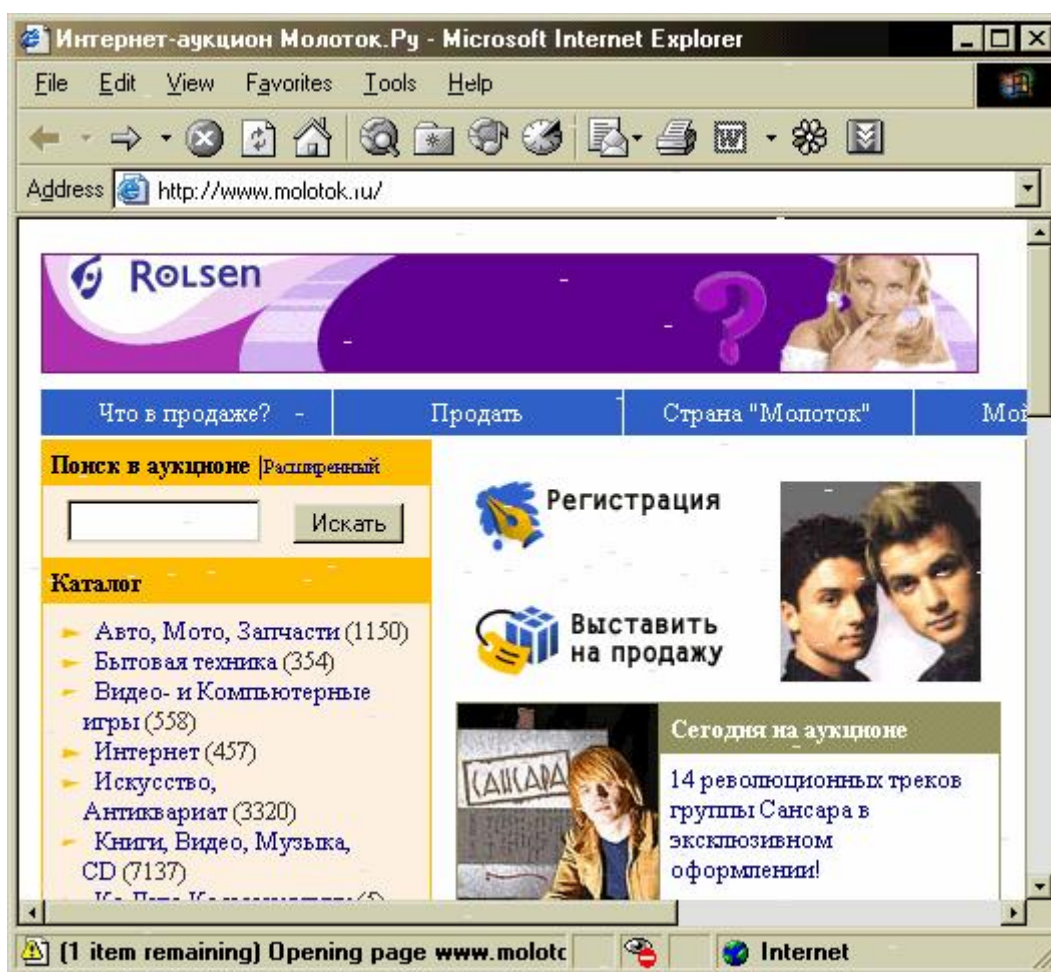 Интернет-аукцион Молоток.Ру - Microsoft Internet Explorer
File Edit View Favorites Tools Help
Address http://www.molotok.ru/
ROLSEN
?
Что в продаже? Продать Страна "Молоток" Мой
Поиск в аукционе |Расширенный
Искать
Каталог
Авто, Мото, Запчасти (1150)
Бытовая техника (354)
Видео- и Компьютерные
игры (558)
Интернет (457)
Искусство,
Антиквариат (3320)
Книги, Видео, Музыка,
CD (7137)
Регистрация
Выставить
на продажу
САНСАРА
Сегодня на аукционе
14 революционных треков
группы Сансара в
эксклюзивном
оформлении!
(1 item remaining) Opening page www.moloto
Internet